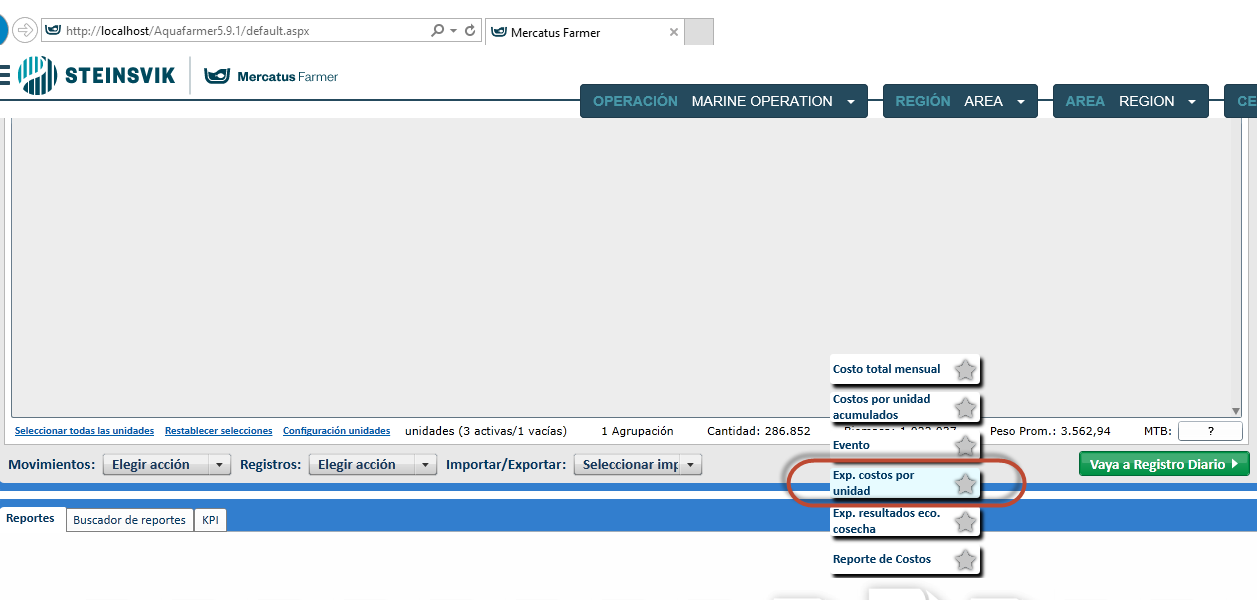 http://localhost/Aquafarmer5.9.1/default.aspx
Mercatus Farmer
STEINSVIK
Mercatus Farmer
OPERACIÓN MARINE OPERATION
REGIÓN AREA
AREA REGION
CE
Costo total mensual
Costos por unidad
acumulados
Seleccionar todas las unidades
Restablecer selecciones
Configuración unidades
unidades (3 activas/1 vacías)
1 Agrupación
Cantidad: 286.852
Peso Prom.: 3.562,94
MTB: ?
Evento
Movimientos: Elegir acción
Registros: Elegir acción
Importar/Exportar: Seleccionar imp
Vaya a Registro Diario
Exp. costos por
unidad
Exp. resultados eco.
cosecha
Reporte de Costos
Reportes
Buscador de reportes
KPI